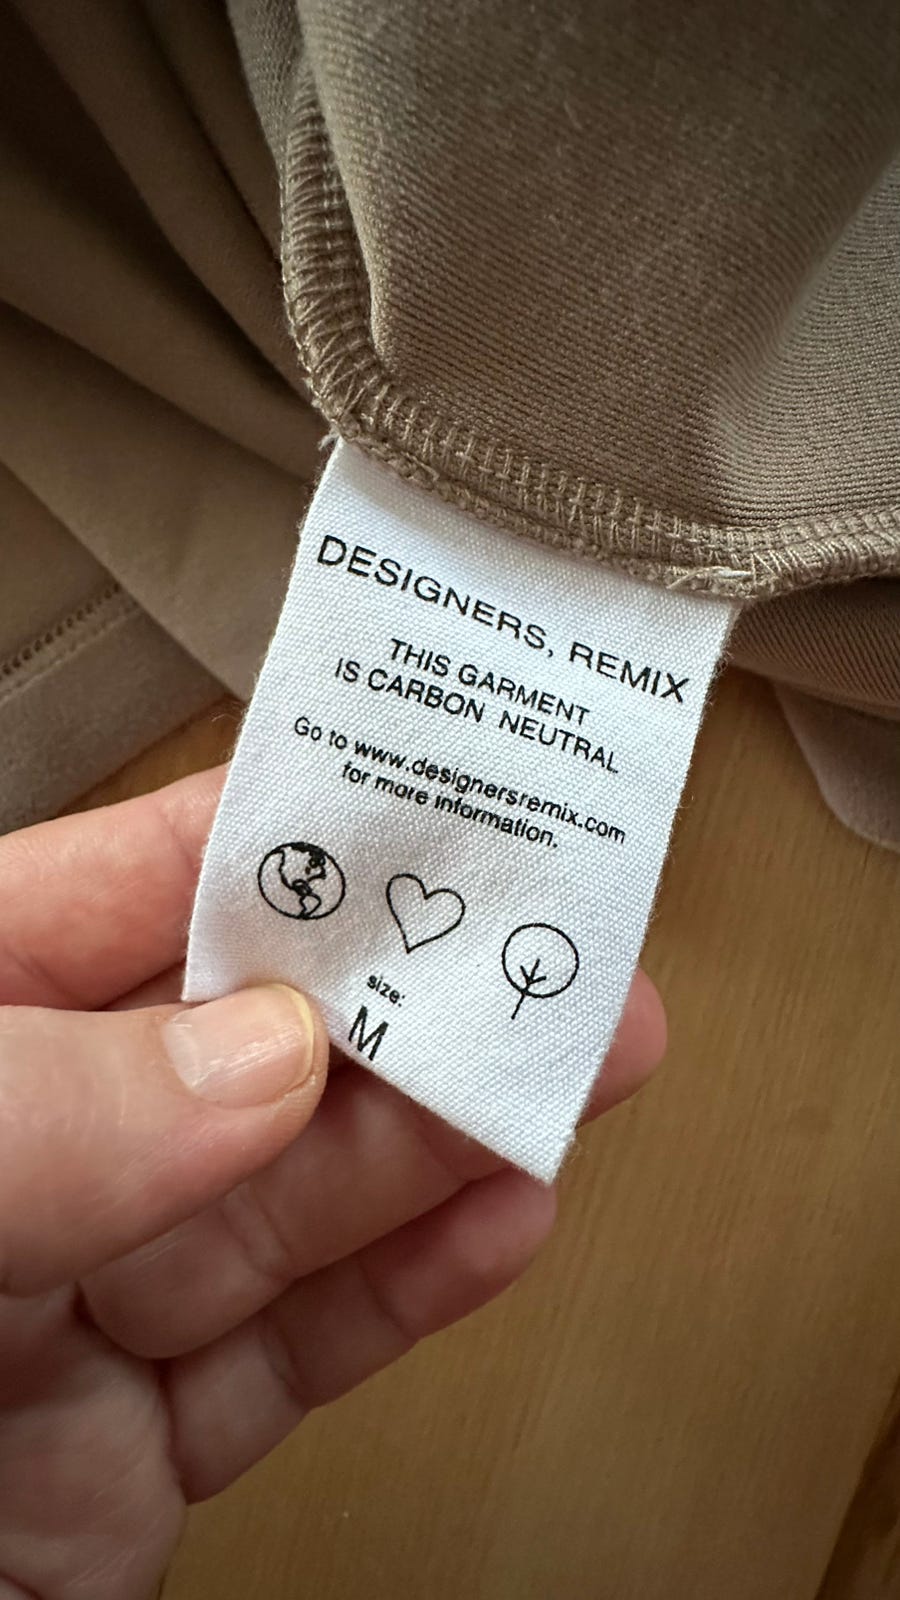 DESIGNERS, REMIX
THIS GARMENT
IS CARBON NEUTRAL
Go to www.designersremix.com
for more information.
size:
M